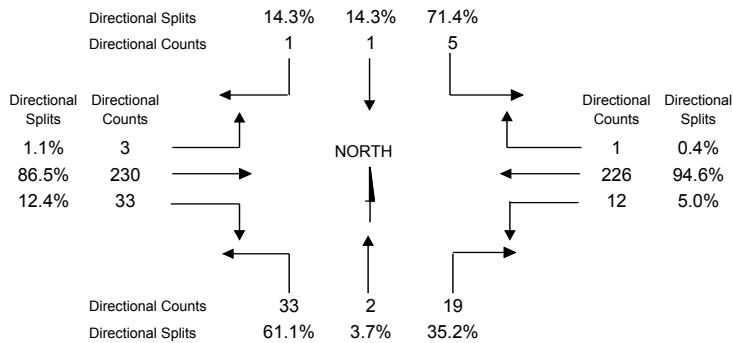 Directional Splits 14.3% 14.3% 71.4%
Directional Counts 1 1 5
Directional Directional Directional Directional
Splits Counts Counts Splits
1.1% 3 NORTH 1 0.4%
86.5% 230 226 94.6%
12.4% 33 12 5.0%
Directional Counts 33 2 19
Directional Splits 61.1% 3.7% 35.2%